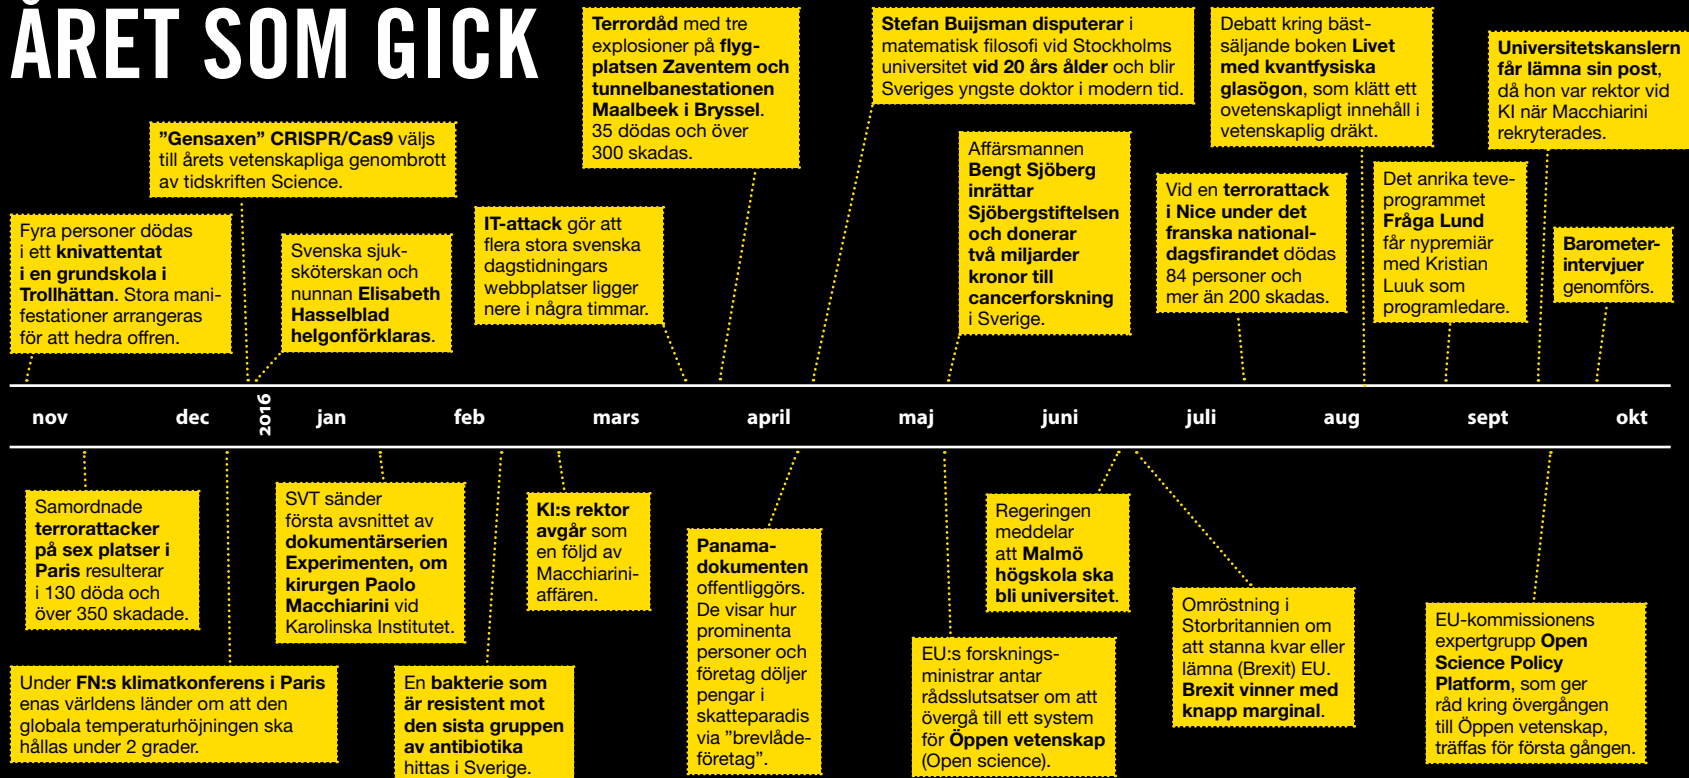 ÅRET SOM GICK
Fyra personer dödas
i ett knivattentat
i en grundskola i
Trollhättan. Stora mani-
festationer arrangeras
för att hedra offren.
"Gensaxen" CRISPR/Cas9 väljs
till årets vetenskapliga genombrott
av tidskriften Science.
Svenska sjuk-
sköterskan och
nunnan Elisabeth
Hasselblad
helgonförklaras.
IT-attack gör att
flera stora svenska
dagstidningars
webbplatser ligger
nere i några timmar.
Terrordåd med tre
explosioner på flyg-
platsen Zaventem och
tunnelbanestationen
Maalbeek i Bryssel.
35 dödas och över
300 skadas.
Stefan Buijsman disputerar i
matematisk filosofi vid Stockholms
universitet vid 20 års ålder och blir
Sveriges yngste doktor i modern tid.
Affärsmannen
Bengt Sjöberg
inrättar
Sjöbergstiftelsen
och donerar
två miljarder
kronor till
cancerforskning
i Sverige.
Vid en terrorattack
i Nice under det
franska national-
dagsfirandet dödas
84 personer och
mer än 200 skadas.
Debatt kring bäst-
säljande boken Livet
med kvantfysiska
glasögon, som klätt ett
ovetenskapligt innehåll i
vetenskaplig dräkt.
Det anrika teve-
programmet
Fråga Lund
får nypremiär
med Kristian
Luuk som
programledare.
Universitetskanslern
får lämna sin post,
då hon var rektor vid
KI när Macchiarini
rekryterades.
Barometer-
intervjuer
genomförs.
nov dec 2016 jan feb mars april maj juni juli aug sept okt
Samordnade
terrorattacker
på sex platser i
Paris resulterar
i 130 döda och
över 350 skadade.
Under FN:s klimatkonferens i Paris
enas världens länder om att den
globala temperaturhöjningen ska
hållas under 2 grader.
SVT sänder
första avsnittet av
dokumentärserien
Experimenten, om
kirurgen Paolo
Macchiarini vid
Karolinska Institutet.
En bakterie som
är resistent mot
den sista gruppen
av antibiotika
hittas i Sverige.
KI:s rektor
avgår som
en följd av
Macchiarini-
affären.
Panama-
dokumenten
offentliggörs.
De visar hur
prominenta
personer och
företag döljer
pengar i
skatteparadis
via "brevlåde-
företag".
EU:s forsknings-
ministrar antar
rådsslutsatser om att
övergå till ett system
för Öppen vetenskap
(Open science).
Regeringen
meddelar
att Malmö
högskola ska
bli universitet.
Omröstning i
Storbritannien om
att stanna kvar eller
lämna (Brexit) EU.
Brexit vinner med
knapp marginal.
EU-kommissionens
expertgrupp Open
Science Policy
Platform, som ger
råd kring övergången
till Öppen vetenskap,
träffas för första gången.